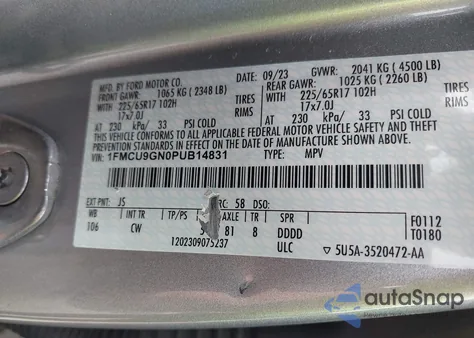 MFD. BY FORD MOTOR CO. DATE: 09/23 GVWR: 2041 KG ( 4500 LB)
FRONT GAWR: 1065 KG ( 2348 LB) REAR GAWR: 1025 KG ( 2260 LB)
WITH 225/65R17 102H TIRES WITH 225/65R17 102H TIRES
17x7.0J RIMS 17x7.0J RIMS
AT 230 kPa/ 33 PSI COLD AT 230 kPa/ 33 PSI COLD
THIS VEHICLE CONFORMS TO ALL APPLICABLE FEDERAL MOTOR VEHICLE
SAFETY AND THEFT PREVENTION STANDARDS IN EFFECT ON THE DATE OF MANUFACTURE SHOWN ABOVE.
VIN: 1FMCU9GN0PUB14831 TYPE: MPV
EXT PNT: JS RC: 58 DSO: F0112
WB INT TR TP/PS AXLE TR SPR T0180
106 CW 81 8 DDDD
1202309075237 ULC ▽ 5U5A-3520472-AA
autoSnap